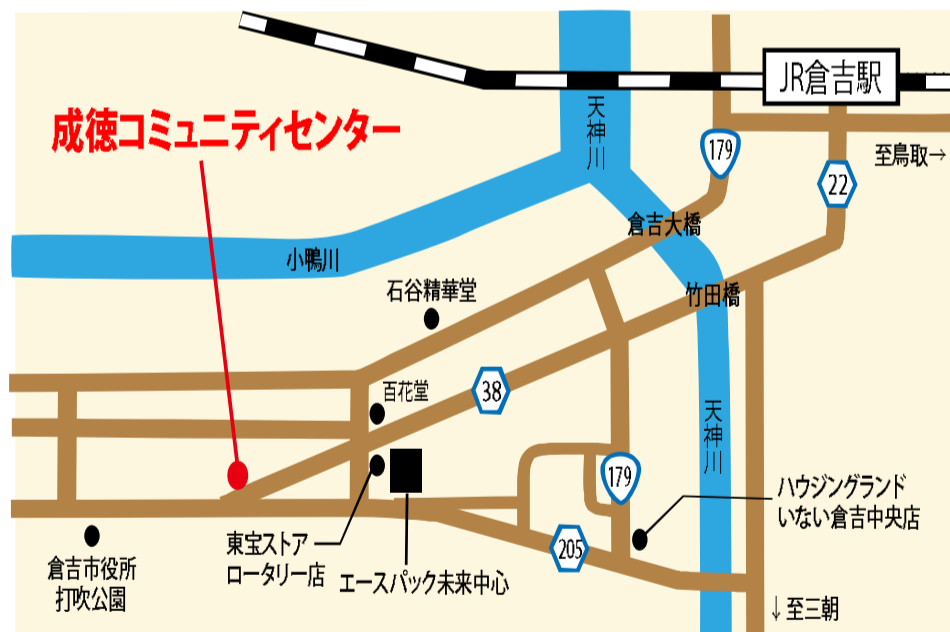 JR倉吉駅
成徳コミュニティセンター
天神川
179
至鳥取→
22
倉吉大橋
小鴨川
石谷精華堂
竹田橋
百花堂
38
天神川
179
ハウジングランド
いない倉吉中央店
東宝ストア
ロータリー店
205
エースパック未来中心
倉吉市役所
打吹公園
↓至三朝